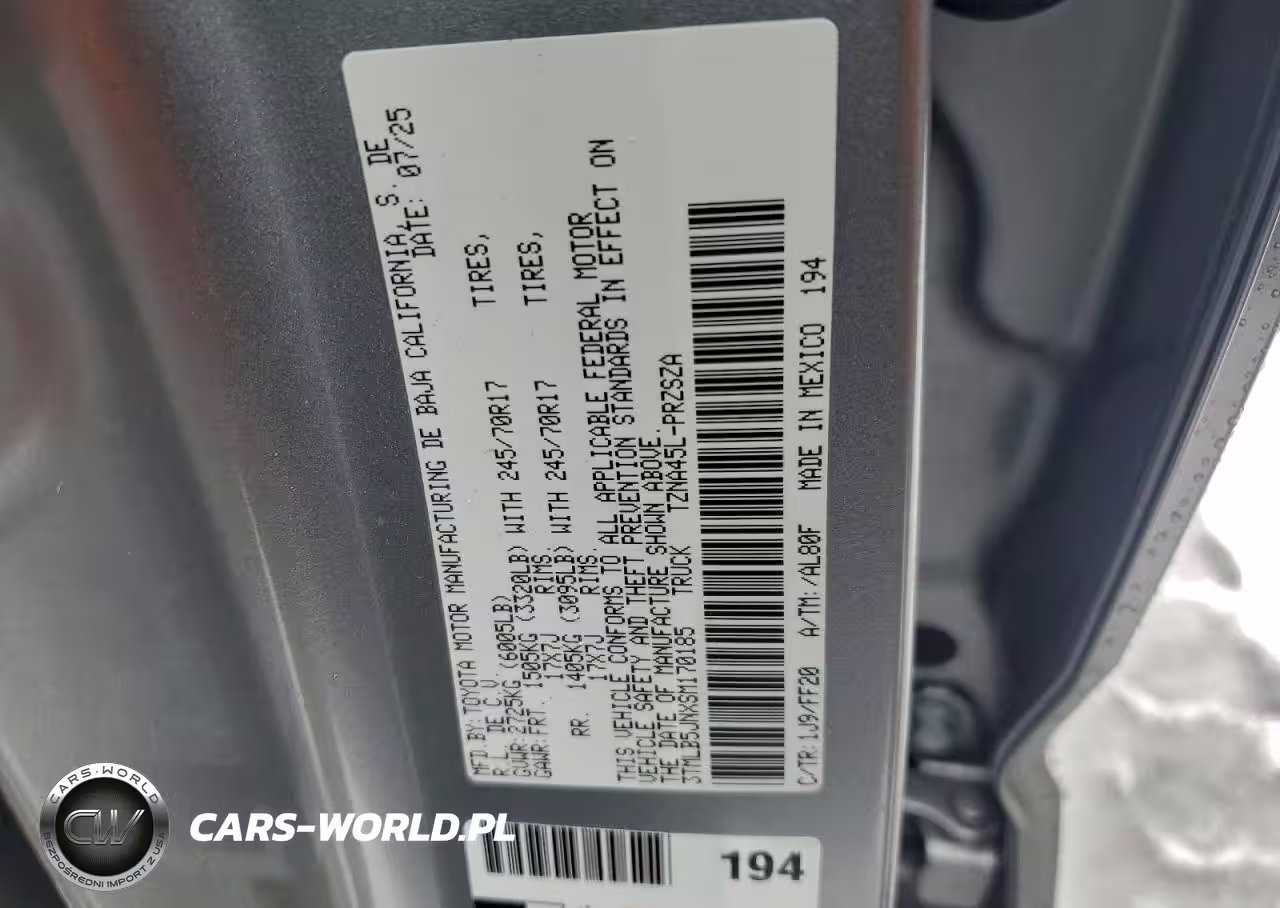 MFD.BY: TOYOTA MOTOR MANUFACTURING DE BAJA CALIFORNIA, S. DE
R.L. DE C.V. DATE: 07/25
GVWR: 2725KG (6005LB)
GAWR: FRT. 1505KG (3320LB) WITH 245/70R17 TIRES,
17X7J RIMS.
RR. 1405KG (3095LB) WITH 245/70R17 TIRES,
17X7J RIMS.
THIS VEHICLE CONFORMS TO ALL APPLICABLE FEDERAL MOTOR
VEHICLE SAFETY AND THEFT PREVENTION STANDARDS IN EFFECT ON
THE DATE OF MANUFACTURE SHOWN ABOVE.
3TMLB5JNXSM170185 TRUCK TZNA45L-PRZSZA
C/TR: 1J9/FF20 A/TM: /AL80F MADE IN MEXICO 194
194
CARS-WORLD
CW
BEZPOŚREDNI IMPORT Z USA
CARS-WORLD.PL